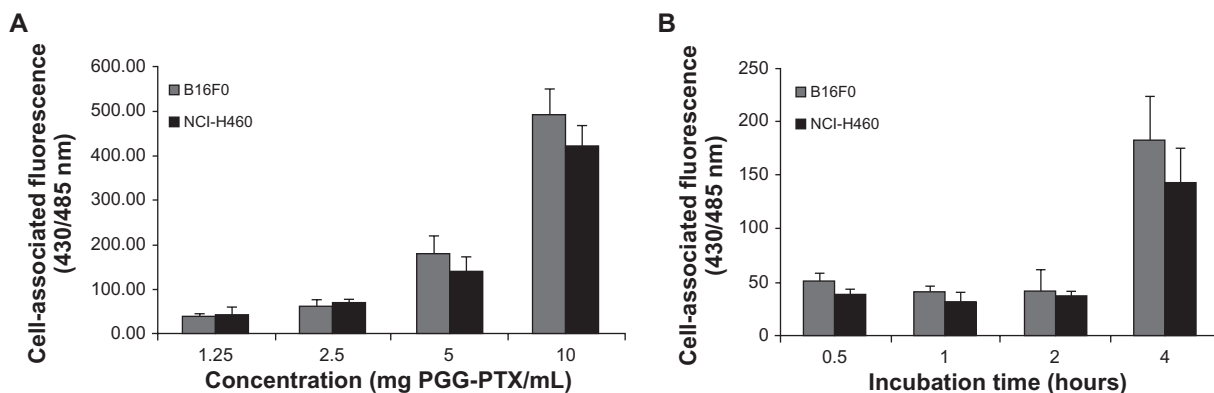 A
Cell-associated fluorescence
(430/485 nm)
600.00
500.00
400.00
300.00
200.00
100.00
0.00
B16F0
NCI-H460
1.25 2.5 5 10
Concentration (mg PGG-PTX/mL)
B
Cell-associated fluorescence
(430/485 nm)
250
200
150
100
50
0
B16F0
NCI-H460
0.5 1 2 4
Incubation time (hours)